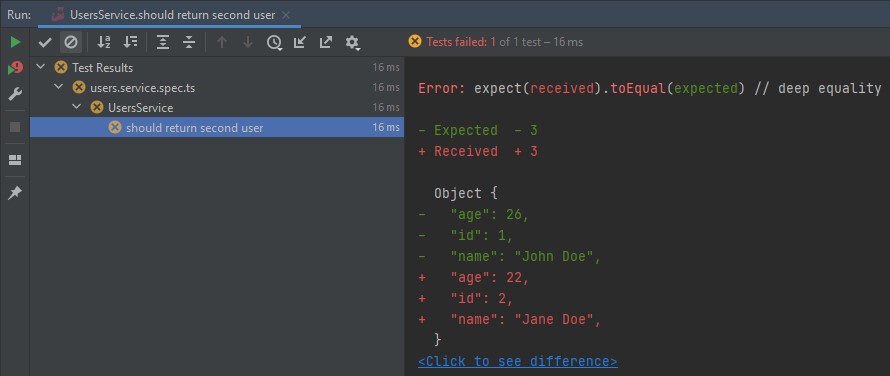 Run: UsersService.should return second user
Tests failed: 1 of 1 test – 16 ms
Test Results 16 ms
users.service.spec.ts 16 ms
UsersService 16 ms
should return second user 16 ms
Error: expect(received).toEqual(expected) // deep equality
- Expected  - 3
+ Received  + 3
Object {
-   "age": 26,
-   "id": 1,
-   "name": "John Doe",
+   "age": 22,
+   "id": 2,
+   "name": "Jane Doe",
}
<Click to see difference>